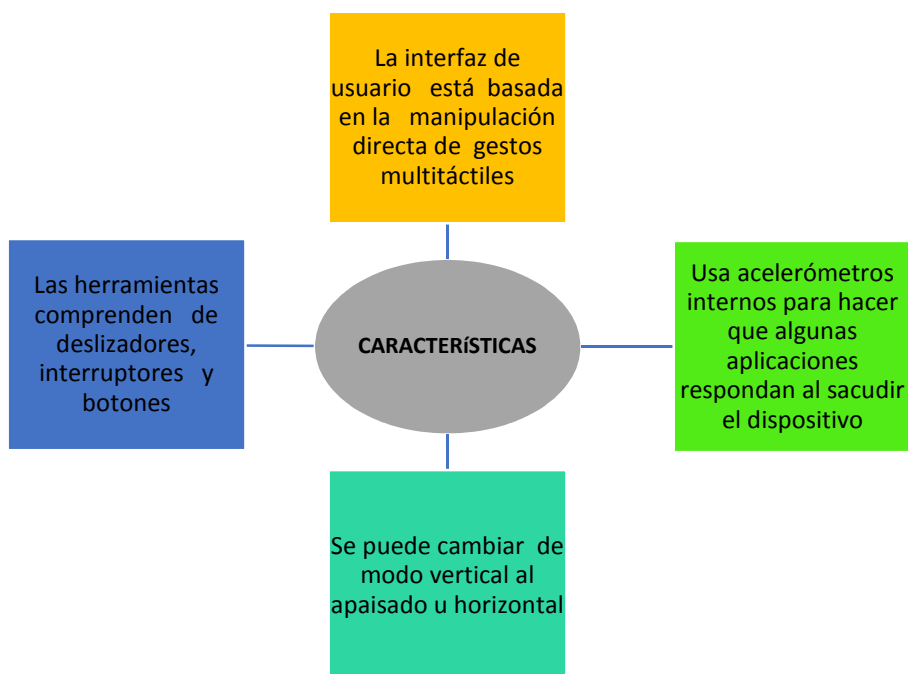 La interfaz de
usuario está basada
en la manipulación
directa de gestos
multitáctiles
Las herramientas
comprenden de
deslizadores,
interruptores y
botones
CARACTERíSTICAS
Usa acelerómetros
internos para hacer
que algunas
aplicaciones
respondan al sacudir
el dispositivo
Se puede cambiar de
modo vertical al
apaisado u horizontal